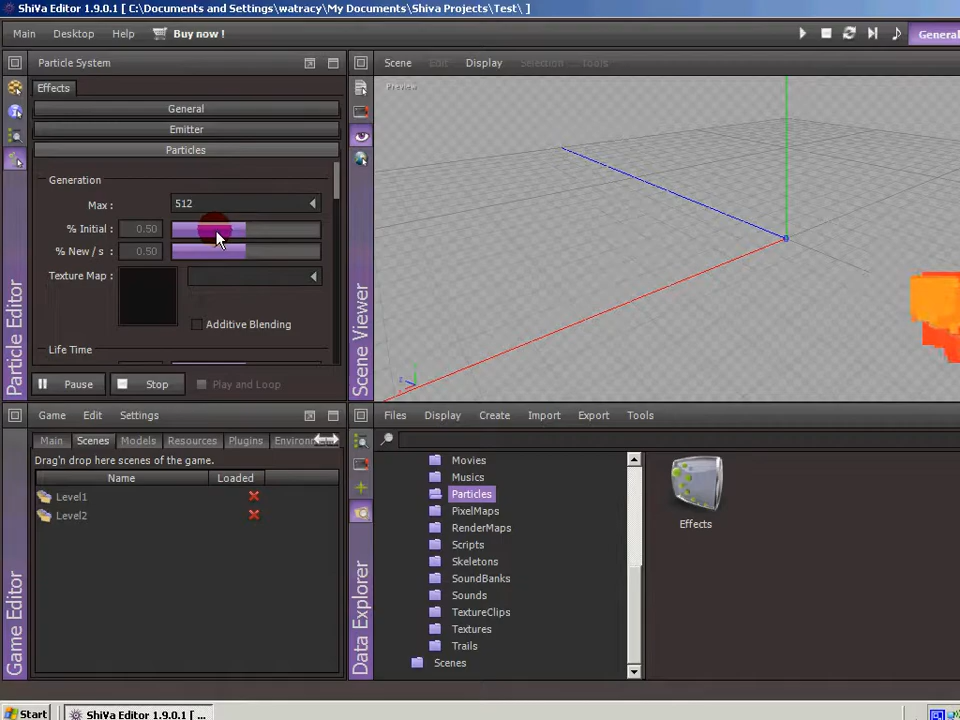 ShiVa Editor 1.9.0.1 [ C:\Documents and Settings\watracy\My Documents\Shiva Projects\Test\ ]
Main Desktop Help Buy now ! General
Particle System
Effects
General
Emitter
Particles
Generation
Max : 512
% Initial : 0.50
% New / s : 0.50
Texture Map :
Additive Blending
Life Time
Pause Stop Play and Loop
Particle Editor
Scene Edit Display Selection Tools
Preview
Scene Viewer
Game Edit Settings
Main Scenes Models Resources Plugins
Drag'n drop here scenes of the game.
Name Loaded
Level1
Level2
Game Editor
Files Display Create Import Export Tools
Movies
Musics
Particles
PixelMaps
RenderMaps
Scripts
Skeletons
SoundBanks
Sounds
TextureClips
Textures
Trails
Scenes
Effects
Data Explorer
Start ShiVa Editor 1.9.0.1 [ ...